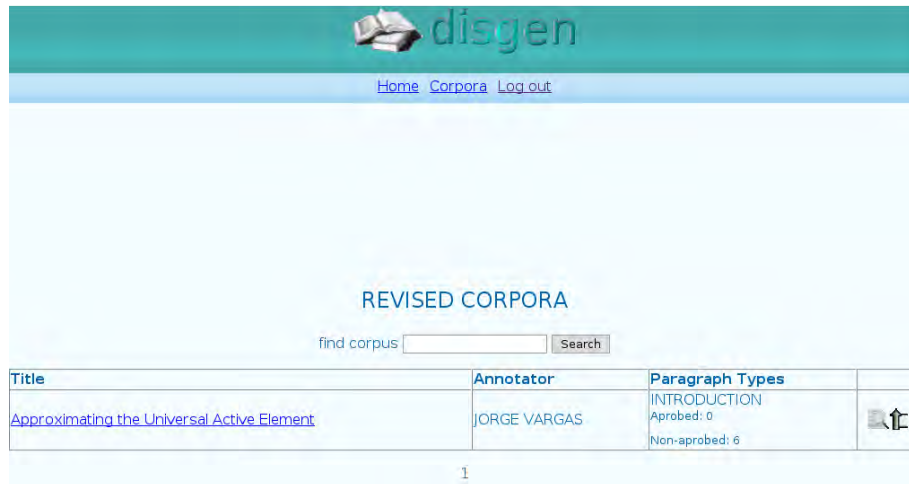 disgen
Home Corpora Log out
REVISED CORPORA
find corpus Search
Title Annotator Paragraph Types
Approximating the Universal Active Element JORGE VARGAS INTRODUCTION
Aprobed: 0
Non-aprobed: 6
1